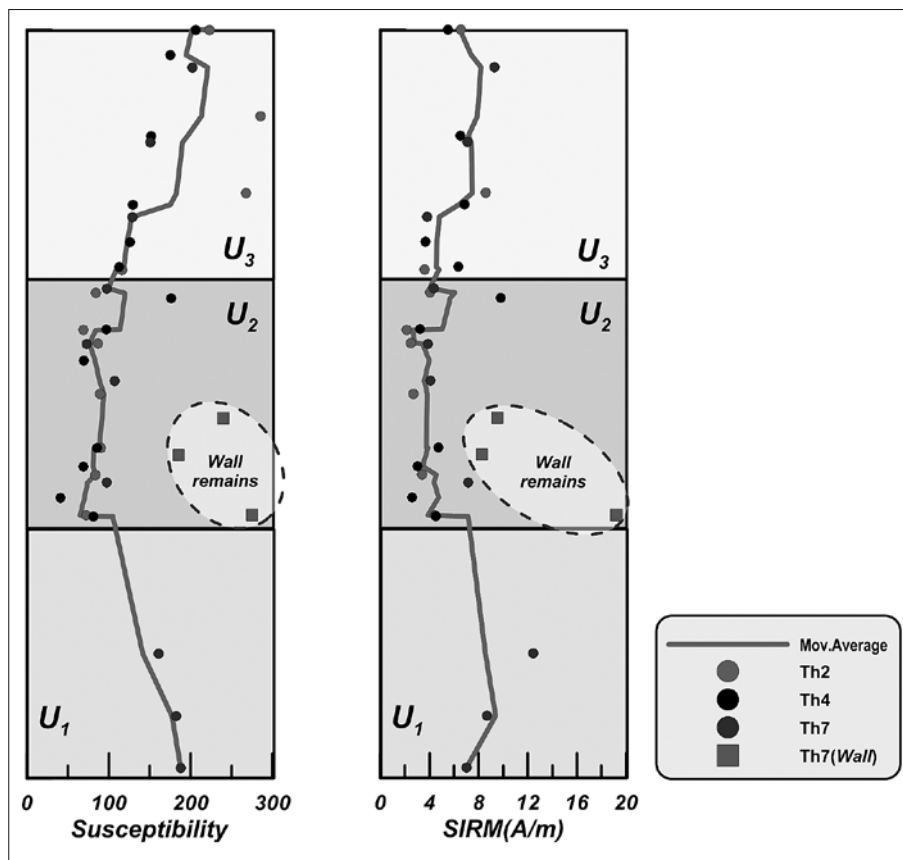 U3
U3
U2
U2
Wall
remains
Wall
remains
U1
U1
Mov.Average
Th2
Th4
Th7
Th7(Wall)
0 100 200 300
0 4 8 12 16 20
Susceptibility
SIRM(A/m)